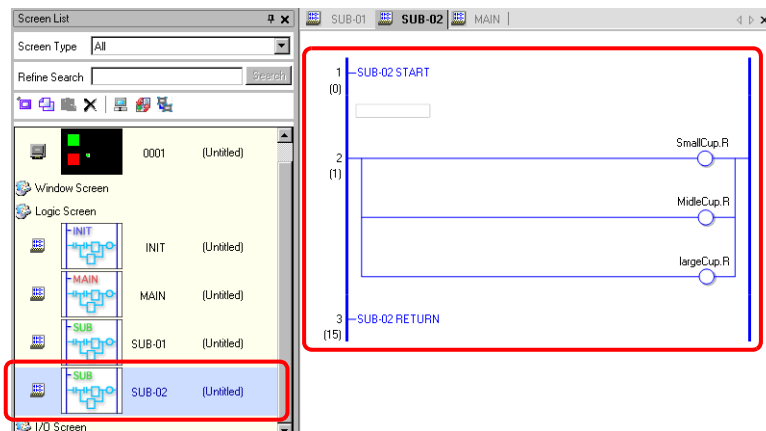 Screen List
Screen Type All
Refine Search Search
0001 (Untitled)
Window Screen
Logic Screen
INIT
INIT (Untitled)
MAIN
MAIN (Untitled)
SUB
SUB-01 (Untitled)
SUB
SUB-02 (Untitled)
I/O Screen
SUB-01 SUB-02 MAIN
1 SUB-02 START
(0)
SmallCup.R
2
(1)
MidleCup.R
largeCup.R
3 SUB-02 RETURN
(15)